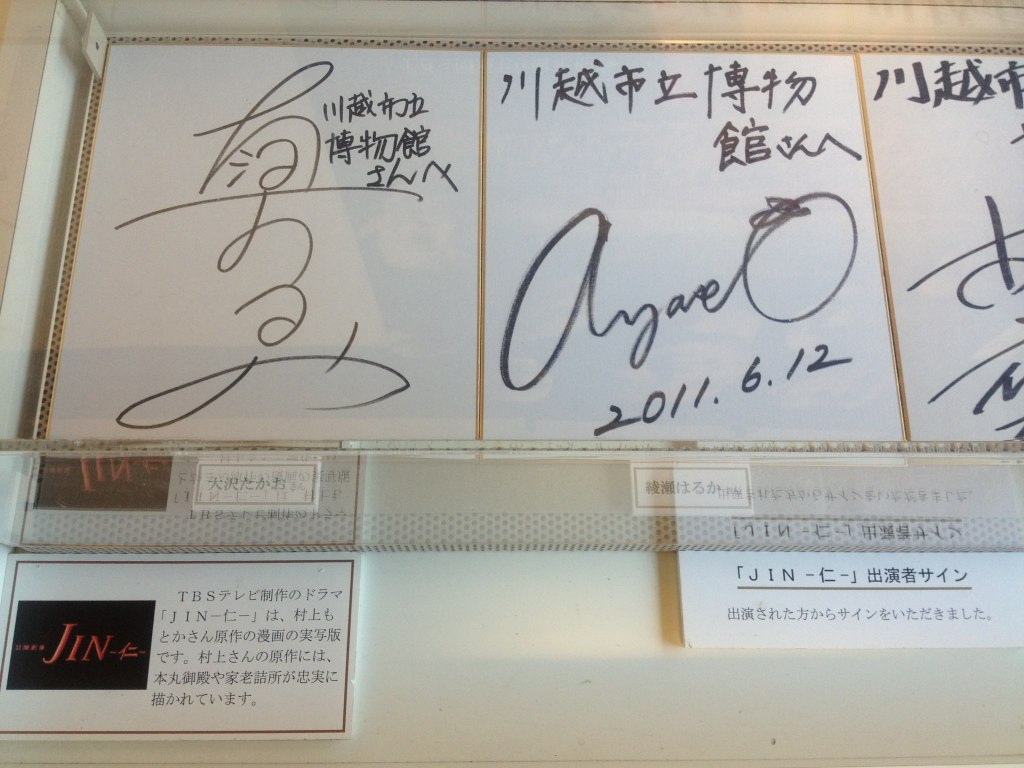 川越市立
博物館
さんへ
川越市立博物
館さんへ
Ayase
2011.6.12
川越市
大沢たかおさん
綾瀬はるか
JIN-仁-
TBSテレビ制作のドラマ
「JIN-仁-」は、村上も
とかさん原作の漫画の実写版
です。村上さんの原作には、
本丸御殿や家老詰所が忠実に
描かれています。
「JIN-仁-」出演者サイン
出演された方からサインをいただきました。